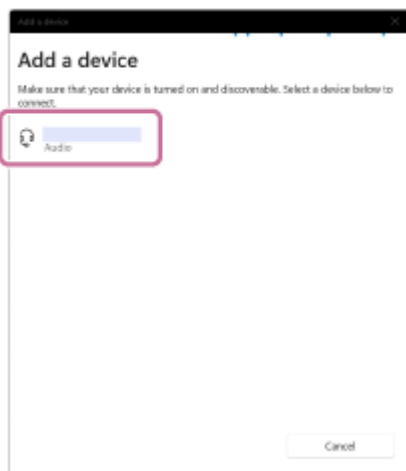 Add a device
Add a device
Make sure that your device is turned on and discoverable. Select a device below to
connect.
Audio
Cancel